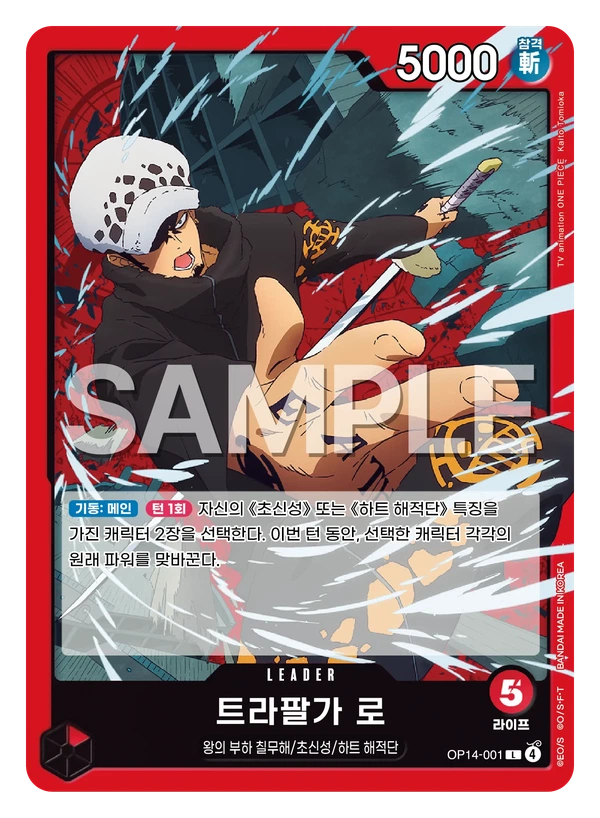 5000
참격
斬
TV animation ONE PIECE Kaito Tomioka
SAMPLE
기동: 메인 턴 1회 자신의 《초신성》 또는 《하트 해적단》 특징을
가진 캐릭터 2장을 선택한다. 이번 턴 동안, 선택한 캐릭터 각각의
원래 파워를 맞바꾼다.
LEADER
트라팔가 로
왕의 부하 칠무해/초신성/하트 해적단
5
라이프
OP14-001 L 4
©EO/S ©O/S·F·T BANDAI MADE IN KOREA